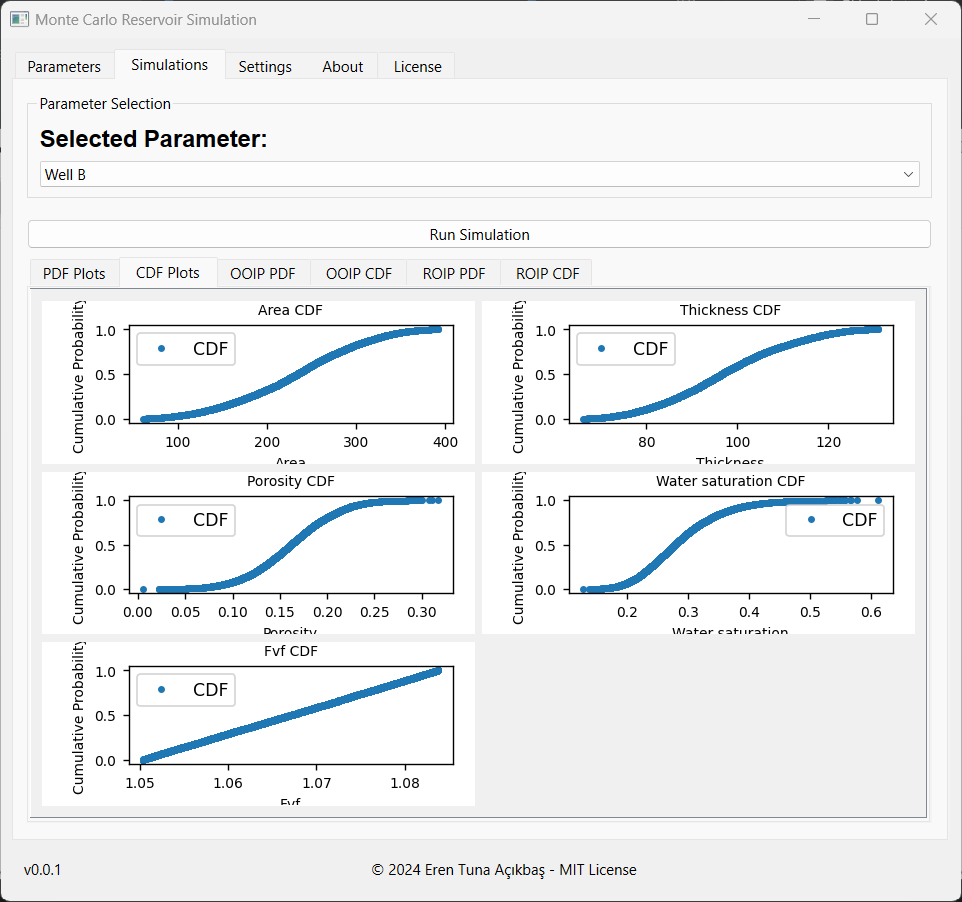 Monte Carlo Reservoir Simulation
Parameters
Simulations
Settings
About
License
Parameter Selection
Selected Parameter:
Well B
Run Simulation
PDF Plots
CDF Plots
OOIP PDF
OOIP CDF
ROIP PDF
ROIP CDF
Area CDF
Cumulative Probability
1.0
0.5
0.0
CDF
100
200
300
400
Area
Thickness CDF
Cumulative Probability
1.0
0.5
0.0
CDF
80
100
120
Thickness
Porosity CDF
Cumulative Probability
1.0
0.5
0.0
CDF
0.00
0.05
0.10
0.15
0.20
0.25
0.30
Porosity
Water saturation CDF
Cumulative Probability
1.0
0.5
0.0
CDF
0.2
0.3
0.4
0.5
0.6
Water saturation
Fvf CDF
Cumulative Probability
1.0
0.5
0.0
CDF
1.05
1.06
1.07
1.08
Fvf
v0.0.1
© 2024 Eren Tuna Açıkbaş - MIT License